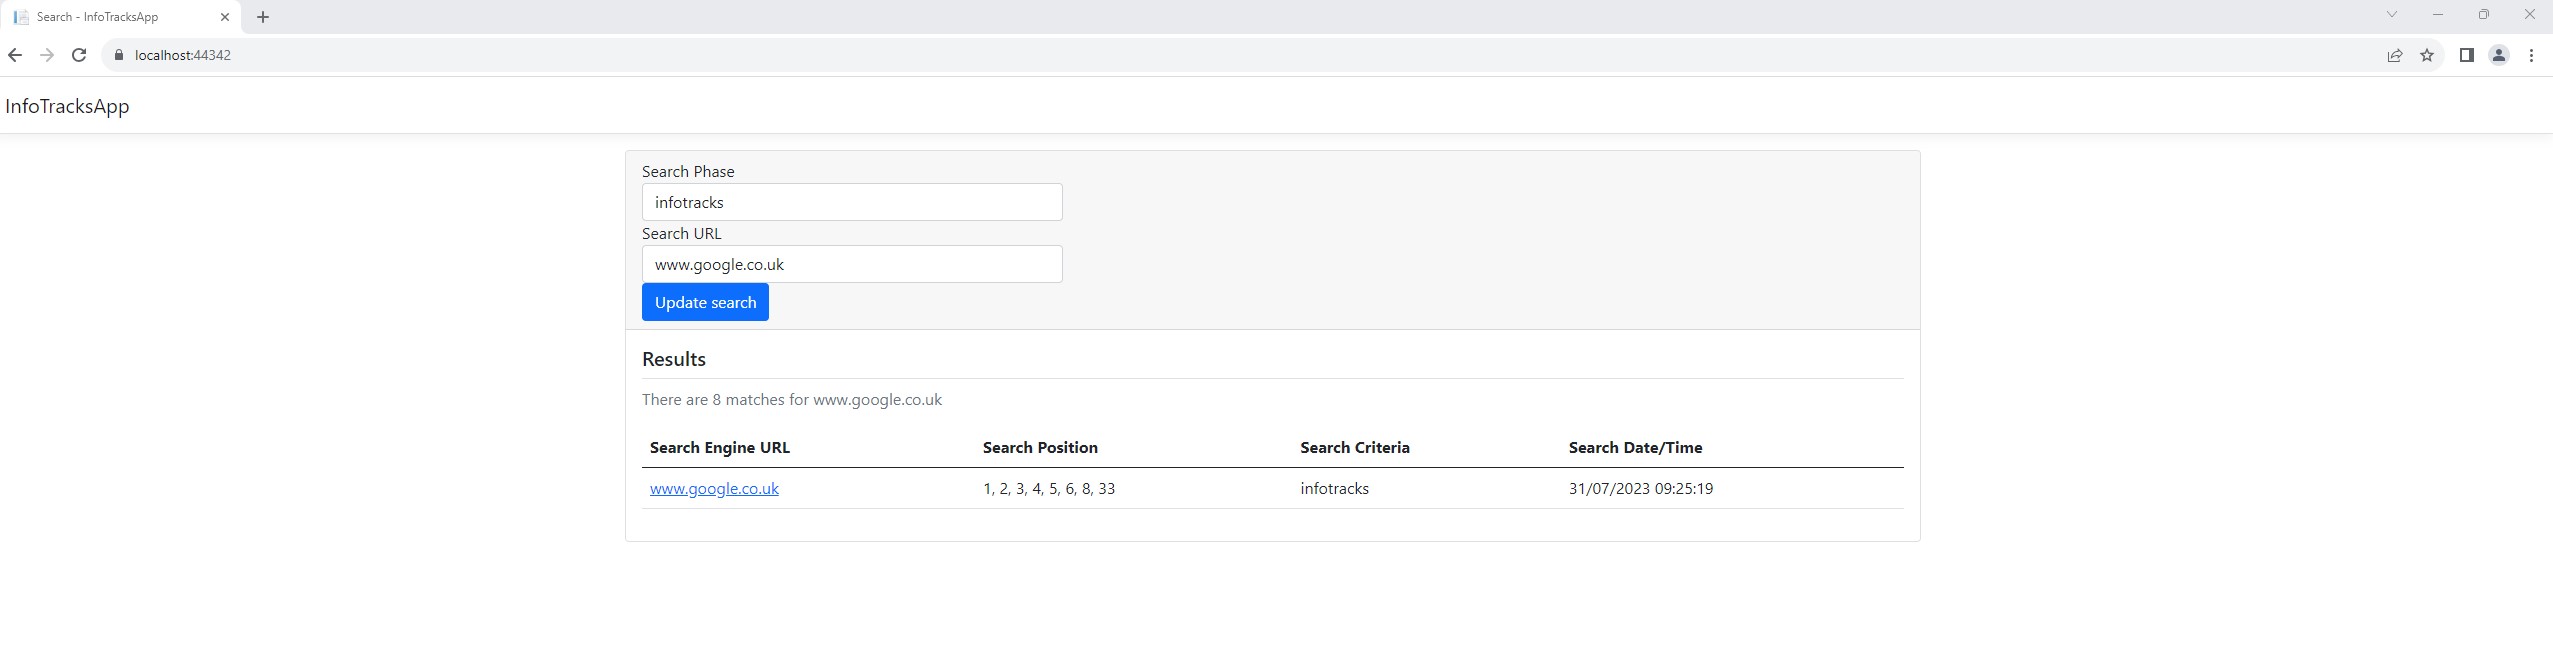 Search - InfoTracksApp
localhost:44342
InfoTracksApp
Search Phase
infotracks
Search URL
www.google.co.uk
Update search
Results
There are 8 matches for www.google.co.uk
Search Engine URL Search Position Search Criteria Search Date/Time
www.google.co.uk 1, 2, 3, 4, 5, 6, 8, 33 infotracks 31/07/2023 09:25:19